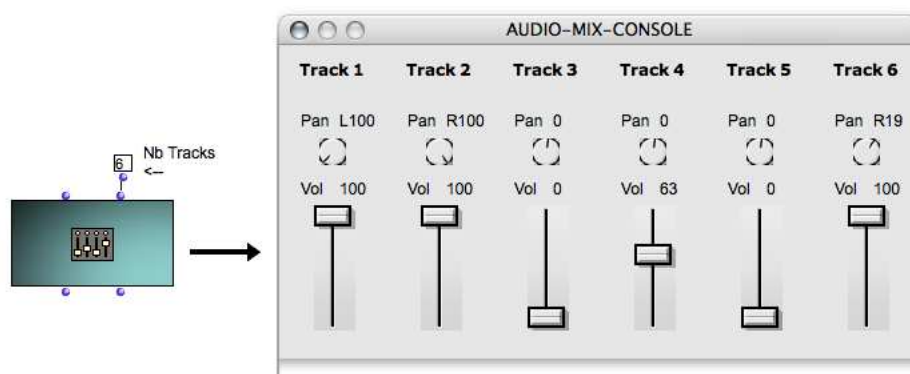 AUDIO-MIX-CONSOLE
Track 1 Track 2 Track 3 Track 4 Track 5 Track 6
Pan L100 Pan R100 Pan 0 Pan 0 Pan 0 Pan R19
Vol 100 Vol 100 Vol 0 Vol 63 Vol 0 Vol 100
6 Nb Tracks
<--